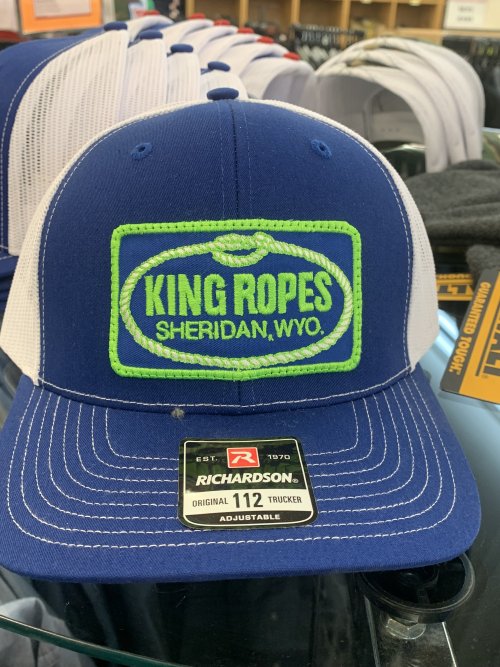 KING ROPES
SHERIDAN, WYO.
EST. R 1970
RICHARDSON®
ORIGINAL 112 TRUCKER
ADJUSTABLE
GUARANTEED TOUGH.